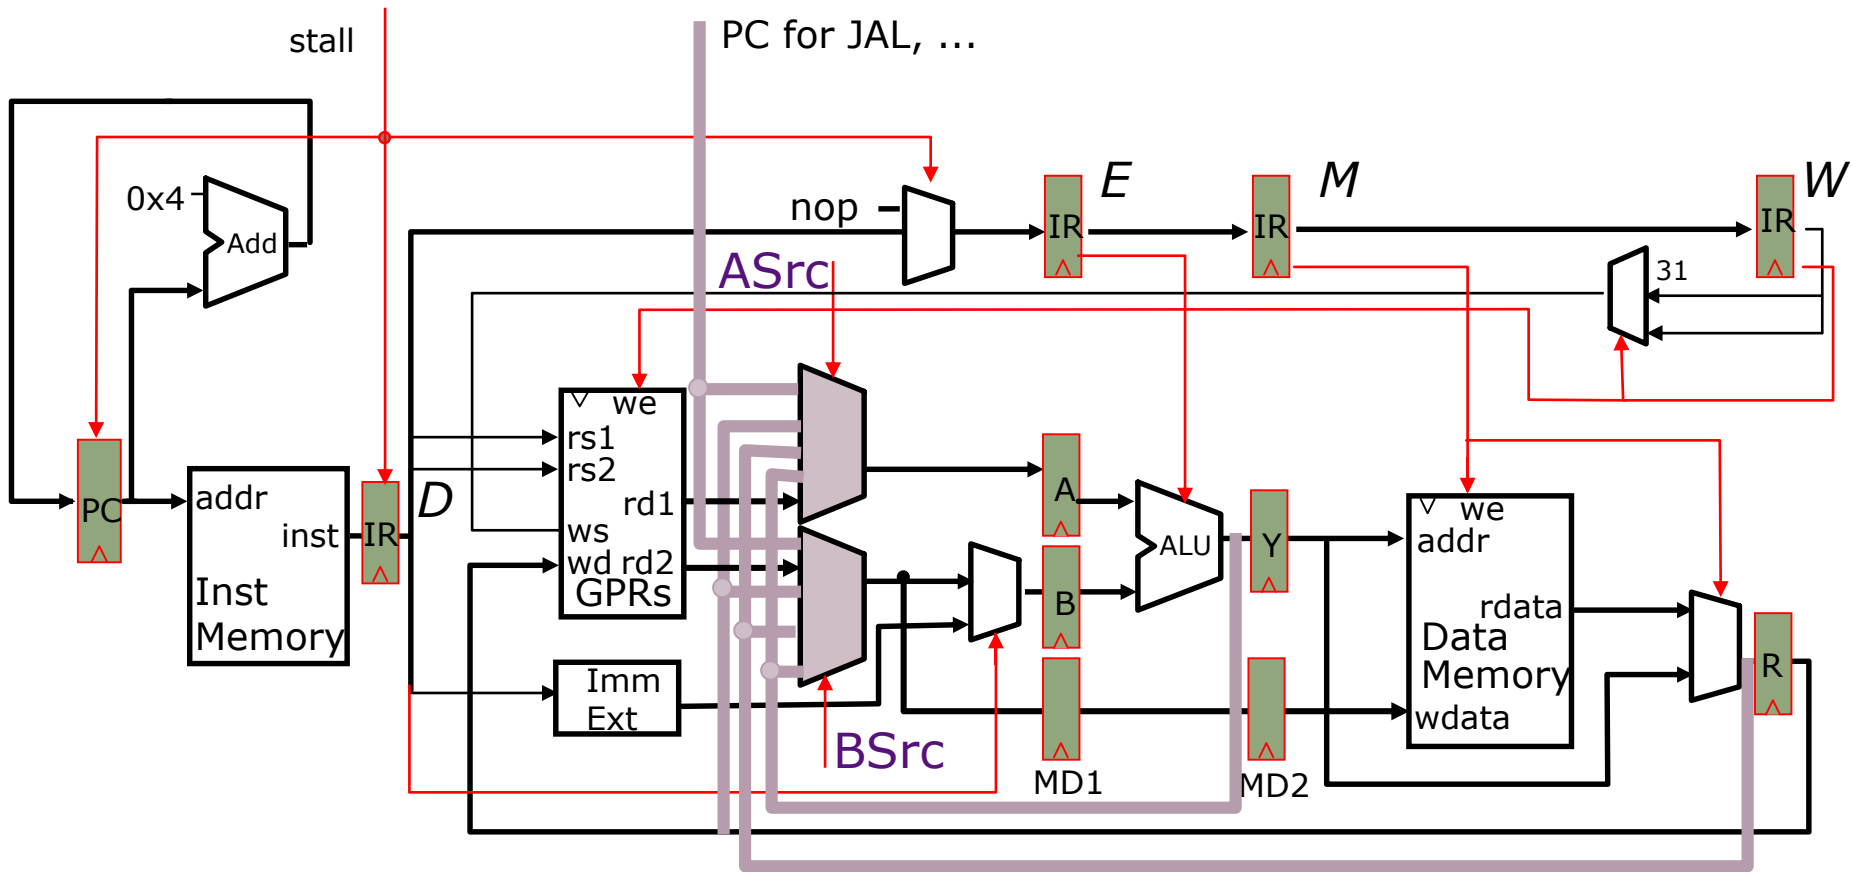 PC for JAL, ...
stall
E
M
W
0x4
nop
IR
IR
IR
Add
ASrc
31
we
rs1
rs2
rd1
ws
wd rd2
GPRs
PC
addr
inst
Inst
Memory
IR
D
A
B
ALU
Y
we
addr
rdata
Data
Memory
wdata
R
Imm
Ext
BSrc
MD1
MD2